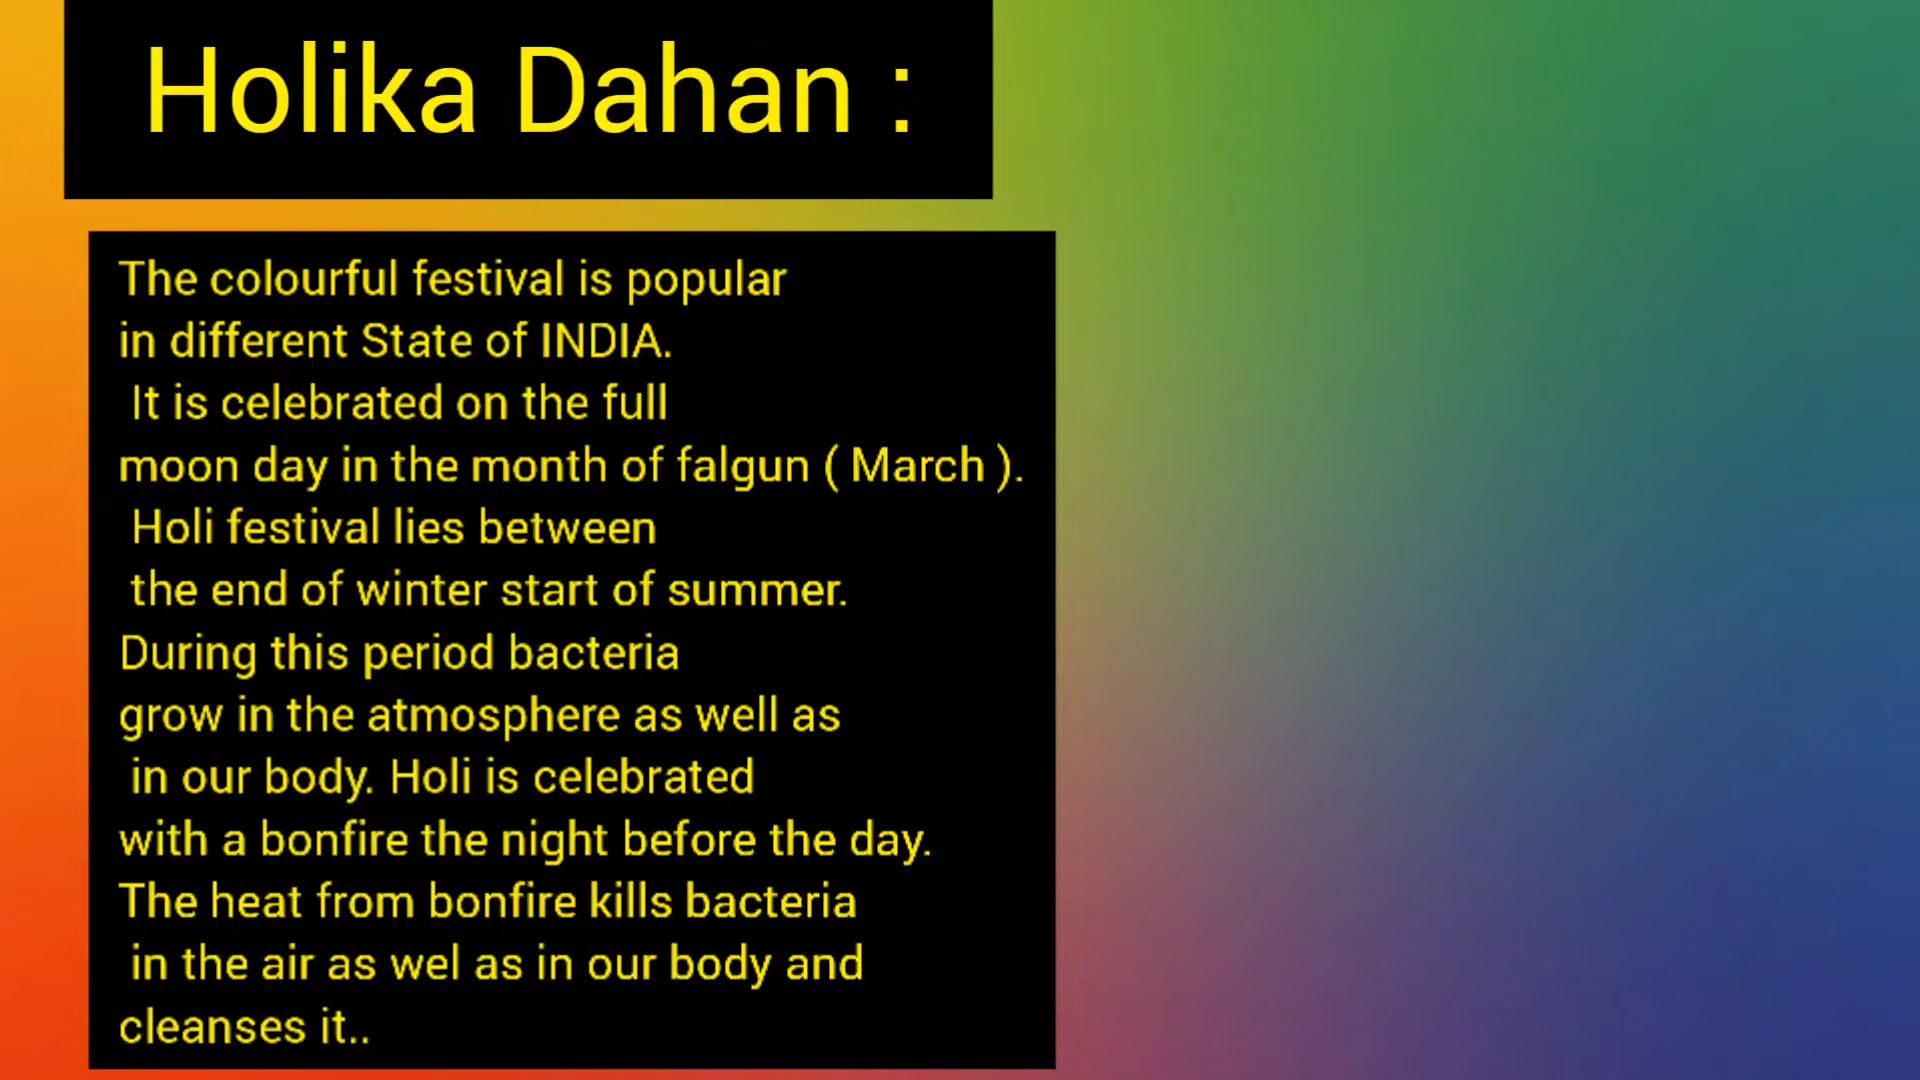 Holika Dahan :
The colourful festival is popular
in different State of INDIA.
It is celebrated on the full
moon day in the month of falgun ( March ).
Holi festival lies between
the end of winter start of summer.
During this period bacteria
grow in the atmosphere as well as
in our body. Holi is celebrated
with a bonfire the night before the day.
The heat from bonfire kills bacteria
in the air as wel as in our body and
cleanses it..